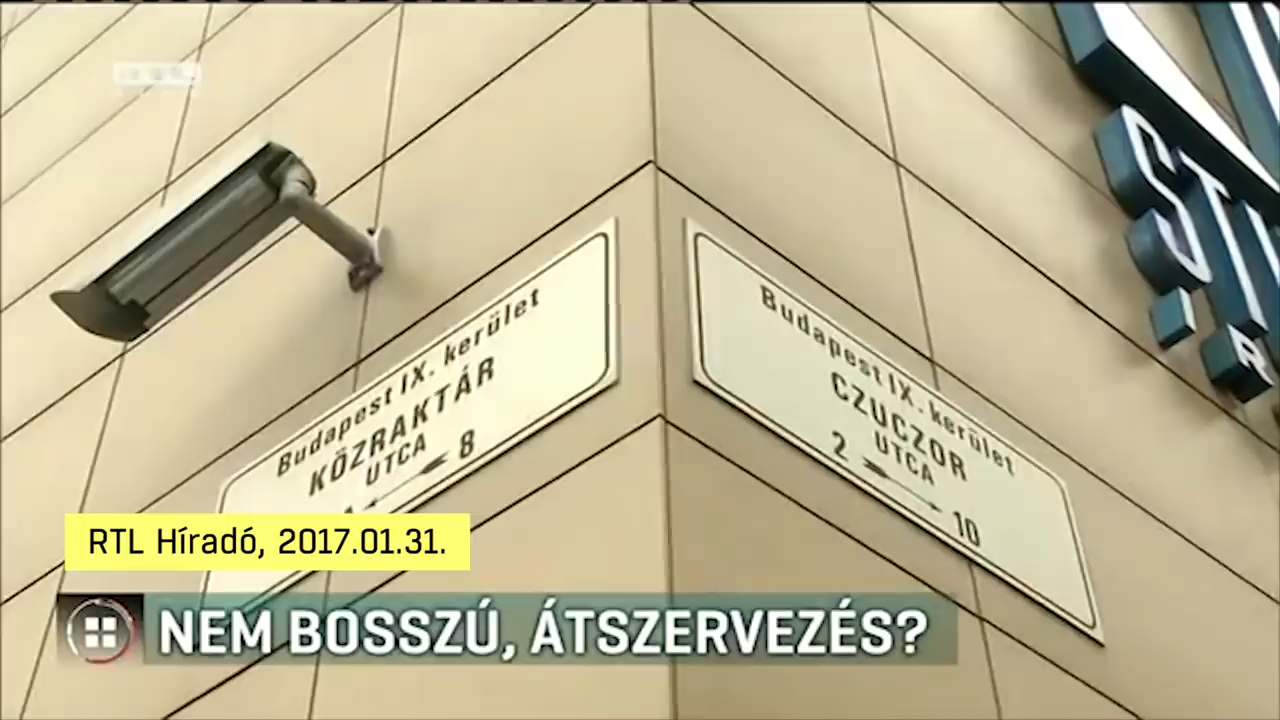 Budapest IX. kerület
KÖZRAKTÁR
UTCA
8
Budapest IX. kerület
CZUCZOR
UTCA
2
10
RTL Híradó, 2017.01.31.
NEM BOSSZÚ, ÁTSZERVEZÉS?